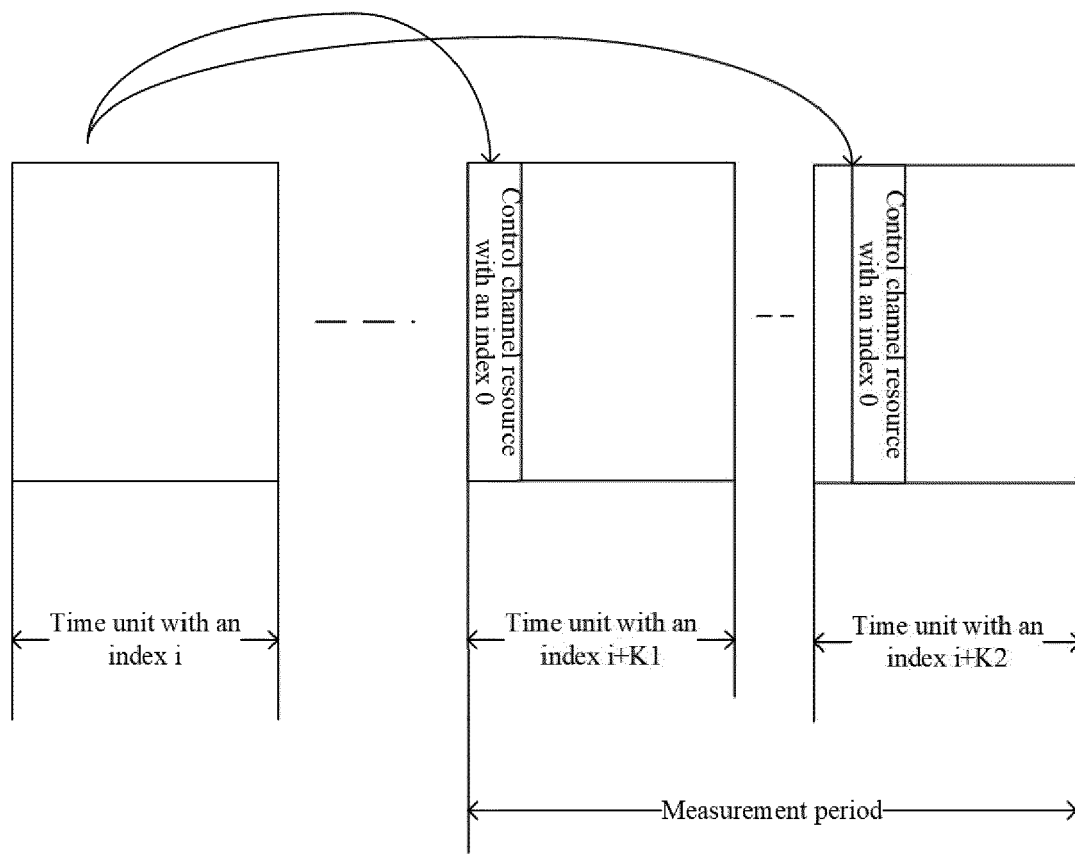 Control channel resource
with an index 0
Control channel resource
with an index 0
Time unit with an
index i
Time unit with an
index i+K1
Time unit with an
index i+K2
Measurement period